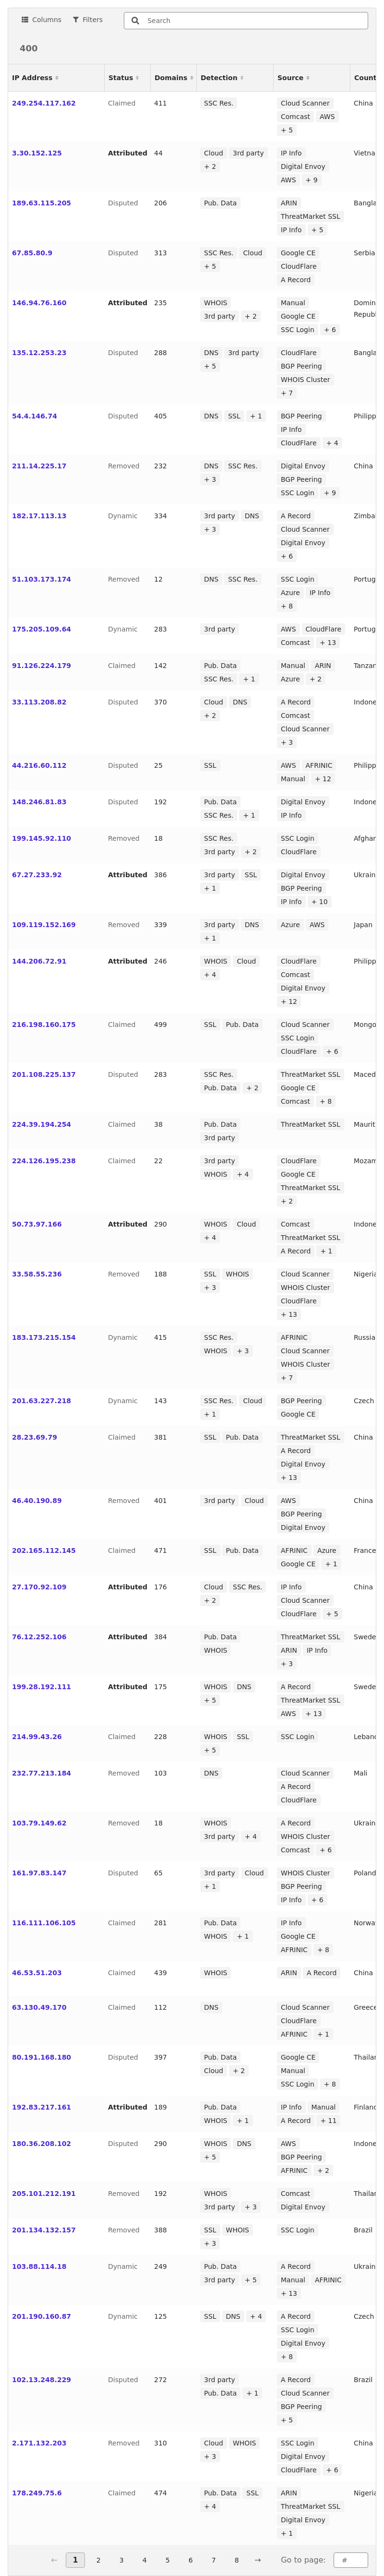 Columns Filters Search
400
IP Address Status Domains Detection Source Count
249.254.117.162 Claimed 411 SSC Res. Cloud Scanner China
Comcast AWS
+ 5
3.30.152.125 Attributed 44 Cloud 3rd party IP Info Vietna
+ 2 Digital Envoy
AWS + 9
189.63.115.205 Disputed 206 Pub. Data ARIN Bangla
ThreatMarket SSL
IP Info + 5
67.85.80.9 Disputed 313 SSC Res. Cloud Google CE Serbia
+ 5 CloudFlare
A Record
146.94.76.160 Attributed 235 WHOIS Manual Domin
3rd party + 2 Google CE Republ
SSC Login + 6
135.12.253.23 Disputed 288 DNS 3rd party CloudFlare Bangla
+ 5 BGP Peering
WHOIS Cluster
+ 7
54.4.146.74 Disputed 405 DNS SSL + 1 BGP Peering Philipp
IP Info
CloudFlare + 4
211.14.225.17 Removed 232 DNS SSC Res. Digital Envoy China
+ 3 BGP Peering
SSC Login + 9
182.17.113.13 Dynamic 334 3rd party DNS A Record Zimba
+ 3 Cloud Scanner
Digital Envoy
+ 6
51.103.173.174 Removed 12 DNS SSC Res. SSC Login Portug
Azure IP Info
+ 8
175.205.109.64 Dynamic 283 3rd party AWS CloudFlare Portug
Comcast + 13
91.126.224.179 Claimed 142 Pub. Data Manual ARIN Tanzan
SSC Res. + 1 Azure + 2
33.113.208.82 Disputed 370 Cloud DNS A Record Indone
+ 2 Comcast
Cloud Scanner
+ 3
44.216.60.112 Disputed 25 SSL AWS AFRINIC Philipp
Manual + 12
148.246.81.83 Disputed 192 Pub. Data Digital Envoy Indone
SSC Res. + 1 IP Info
199.145.92.110 Removed 18 SSC Res. SSC Login Afghan
3rd party + 2 CloudFlare
67.27.233.92 Attributed 386 3rd party SSL Digital Envoy Ukrain
+ 1 BGP Peering
IP Info + 10
109.119.152.169 Removed 339 3rd party DNS Azure AWS Japan
+ 1
144.206.72.91 Attributed 246 WHOIS Cloud CloudFlare Philipp
+ 4 Comcast
Digital Envoy
+ 12
216.198.160.175 Claimed 499 SSL Pub. Data Cloud Scanner Mongo
SSC Login
CloudFlare + 6
201.108.225.137 Disputed 283 SSC Res. ThreatMarket SSL Maced
Pub. Data + 2 Google CE
Comcast + 8
224.39.194.254 Claimed 38 Pub. Data ThreatMarket SSL Maurit
3rd party
224.126.195.238 Claimed 22 3rd party CloudFlare Mozam
WHOIS + 4 Google CE
ThreatMarket SSL
+ 2
50.73.97.166 Attributed 290 WHOIS Cloud Comcast Indone
+ 4 ThreatMarket SSL
A Record + 1
33.58.55.236 Removed 188 SSL WHOIS Cloud Scanner Nigeria
+ 3 WHOIS Cluster
CloudFlare
+ 13
183.173.215.154 Dynamic 415 SSC Res. AFRINIC Russia
WHOIS + 3 Cloud Scanner
WHOIS Cluster
+ 7
201.63.227.218 Dynamic 143 SSC Res. Cloud BGP Peering Czech
+ 1 Google CE
28.23.69.79 Claimed 381 SSL Pub. Data ThreatMarket SSL China
A Record
Digital Envoy
+ 13
46.40.190.89 Removed 401 3rd party Cloud AWS China
BGP Peering
Digital Envoy
202.165.112.145 Claimed 471 SSL Pub. Data AFRINIC Azure France
Google CE + 1
27.170.92.109 Attributed 176 Cloud SSC Res. IP Info China
+ 2 Cloud Scanner
CloudFlare + 5
76.12.252.106 Attributed 384 Pub. Data ThreatMarket SSL Swede
WHOIS ARIN IP Info
+ 3
199.28.192.111 Attributed 175 WHOIS DNS A Record Swede
+ 5 ThreatMarket SSL
AWS + 13
214.99.43.26 Claimed 228 WHOIS SSL SSC Login Leband
+ 5
232.77.213.184 Removed 103 DNS Cloud Scanner Mali
A Record
CloudFlare
103.79.149.62 Removed 18 WHOIS A Record Ukrain
3rd party + 4 WHOIS Cluster
Comcast + 6
161.97.83.147 Disputed 65 3rd party Cloud WHOIS Cluster Poland
+ 1 BGP Peering
IP Info + 6
116.111.106.105 Claimed 281 Pub. Data IP Info Norwa
WHOIS + 1 Google CE
AFRINIC + 8
46.53.51.203 Claimed 439 WHOIS ARIN A Record China
63.130.49.170 Claimed 112 DNS Cloud Scanner Greece
CloudFlare
AFRINIC + 1
80.191.168.180 Disputed 397 Pub. Data Google CE Thailan
Cloud + 2 Manual
SSC Login + 8
192.83.217.161 Attributed 189 Pub. Data IP Info Manual Finland
WHOIS + 1 A Record + 11
180.36.208.102 Disputed 290 WHOIS DNS AWS Indone
+ 5 BGP Peering
AFRINIC + 2
205.101.212.191 Removed 192 WHOIS Comcast Thailan
3rd party + 3 Digital Envoy
201.134.132.157 Removed 388 SSL WHOIS SSC Login Brazil
+ 3
103.88.114.18 Dynamic 249 Pub. Data A Record Ukrain
3rd party + 5 Manual AFRINIC
+ 13
201.190.160.87 Dynamic 125 SSL DNS + 4 A Record Czech
SSC Login
Digital Envoy
+ 8
102.13.248.229 Disputed 272 3rd party A Record Brazil
Pub. Data + 1 Cloud Scanner
BGP Peering
+ 5
2.171.132.203 Removed 310 Cloud WHOIS SSC Login China
+ 3 Digital Envoy
CloudFlare + 6
178.249.75.6 Claimed 474 Pub. Data SSL ARIN Nigeria
+ 4 ThreatMarket SSL
Digital Envoy
+ 1
← 1 2 3 4 5 6 7 8 → Go to page: #